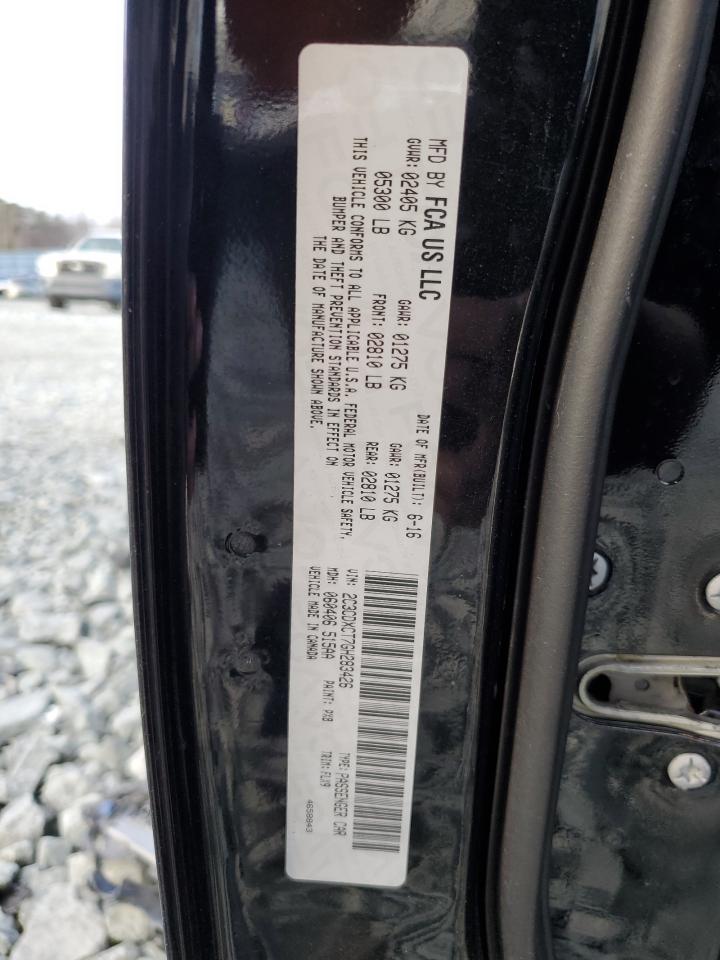 MFD BY FCA US LLC
DATE OF MFR(BUILT): 6-16
GVWR: 02405 KG GAWR: 01275 KG GAWR: 01275 KG
05300 LB FRONT: 02810 LB REAR: 02810 LB
THIS VEHICLE CONFORMS TO ALL APPLICABLE U.S.A. FEDERAL MOTOR VEHICLE SAFETY,
BUMPER AND THEFT PREVENTION STANDARDS IN EFFECT ON
THE DATE OF MANUFACTURE SHOWN ABOVE.
VIN: 2C3CDXCT7GH283426 TYPE: PASSENGER CAR
MDH: 060406 515AA PAINT: PX8 TRIM: FLX9
VEHICLE MADE IN CANADA